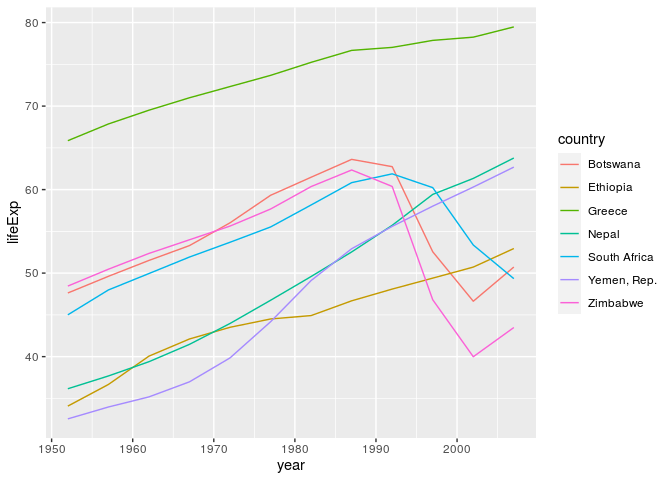 80
70
60
50
40
lifeExp
1950 1960 1970 1980 1990 2000
year
country
Botswana
Ethiopia
Greece
Nepal
South Africa
Yemen, Rep.
Zimbabwe